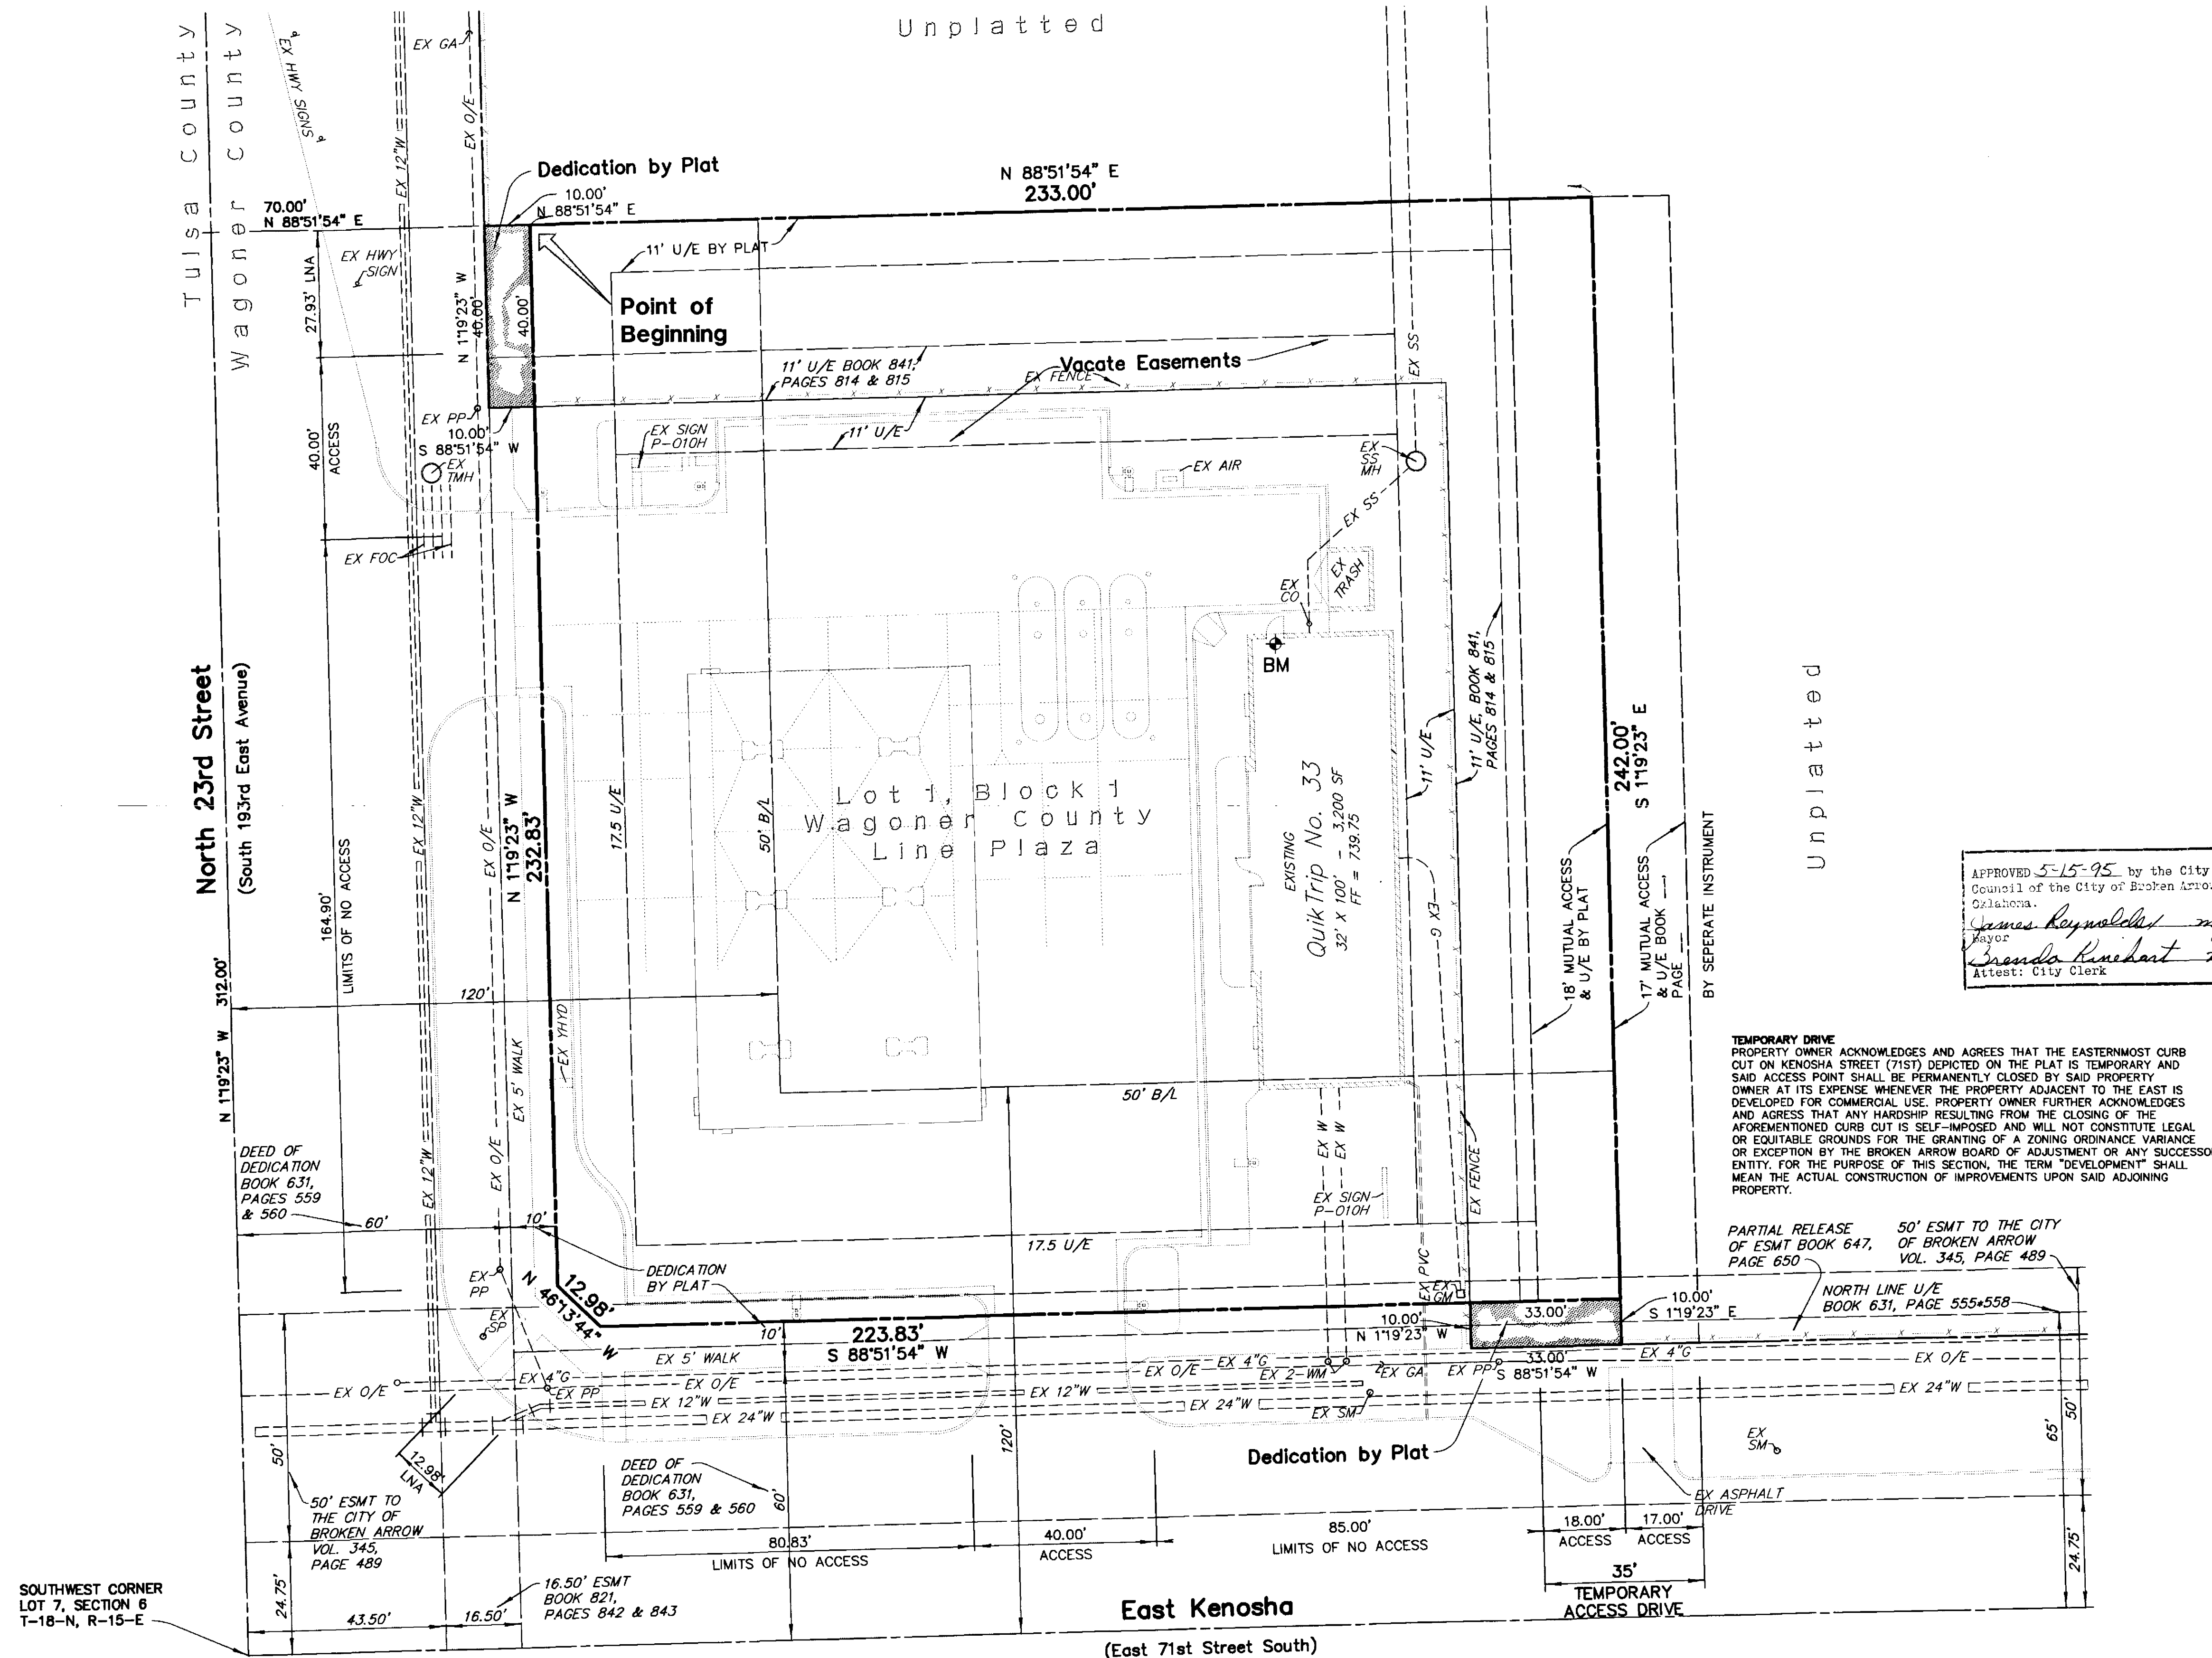 Unplatted
Tulsa County
Wagoner County
EX HWY SIGNS
EX GA
EX 12"W
EX O/E
Dedication by Plat
10.00'
N 88°51'54" E
N 88°51'54" E
233.00'
70.00'
N 88°51'54" E
11' U/E BY PLAT
EX HWY
SIGN
27.93' LNA
N 1°19'23" W
40.00'
40.00'
Point of
Beginning
EX SS
11' U/E BOOK 841,
PAGES 814 & 815
Vacate Easements
EX FENCE
EX PP
10.00'
S 88°51'54" W
EX
TMH
40.00'
ACCESS
EX SIGN
P-010H
11' U/E
EX AIR
EX
SS
MH
EX SS
EX FOC
EX
TRASH
EX
CO
BM
North 23rd Street
(South 193rd East Avenue)
EX 12"W
EX O/E
N 1°19'23" W
232.83'
17.5 U/E
50' B/L
Lot 1, Block 1
Wagoner County
Line Plaza
EXISTING
QuikTrip No. 33
32' X 100' - 3,200 SF
FF = 739.75
EX G
11' U/E
11' U/E, BOOK 841,
PAGES 814 & 815
242.00'
S 1°19'23" E
18' MUTUAL ACCESS
& U/E BY PLAT
17' MUTUAL ACCESS
& U/E BOOK __,
PAGE __
BY SEPERATE INSTRUMENT
Unplatted
APPROVED 5-15-95 by the City
Council of the City of Broken Arro
Oklahoma.
James Reynolds
Mayor
Brenda Rinehart
Attest: City Clerk
164.90'
LIMITS OF NO ACCESS
312.00'
N 1°19'23" W
120'
EX YHYD
EX 5' WALK
EX O/E
EX 12"W
50' B/L
EX W
EX W
EX SIGN
P-010H
EX FENCE
TEMPORARY DRIVE
PROPERTY OWNER ACKNOWLEDGES AND AGREES THAT THE EASTERNMOST CURB
CUT ON KENOSHA STREET (71ST) DEPICTED ON THE PLAT IS TEMPORARY AND
SAID ACCESS POINT SHALL BE PERMANENTLY CLOSED BY SAID PROPERTY
OWNER AT ITS EXPENSE WHENEVER THE PROPERTY ADJACENT TO THE EAST IS
DEVELOPED FOR COMMERCIAL USE. PROPERTY OWNER FURTHER ACKNOWLEDGES
AND AGRESS THAT ANY HARDSHIP RESULTING FROM THE CLOSING OF THE
AFOREMENTIONED CURB CUT IS SELF-IMPOSED AND WILL NOT CONSTITUTE LEGAL
OR EQUITABLE GROUNDS FOR THE GRANTING OF A ZONING ORDINANCE VARIANCE
OR EXCEPTION BY THE BROKEN ARROW BOARD OF ADJUSTMENT OR ANY SUCCESSO
ENTITY. FOR THE PURPOSE OF THIS SECTION, THE TERM "DEVELOPMENT" SHALL
MEAN THE ACTUAL CONSTRUCTION OF IMPROVEMENTS UPON SAID ADJOINING
PROPERTY.
DEED OF
DEDICATION
BOOK 631,
PAGES 559
& 560
60'
10'
17.5 U/E
DEDICATION
BY PLAT
EX
PP
EX
SP
12.98'
N 46°13'44" W
10'
223.83'
S 88°51'54" W
EX PVC
EX
GM
10.00'
N 1°19'23" W
33.00'
10.00'
S 1°19'23" E
PARTIAL RELEASE
OF ESMT BOOK 647,
PAGE 650
50' ESMT TO THE CITY
OF BROKEN ARROW
VOL. 345, PAGE 489
NORTH LINE U/E
BOOK 631, PAGE 555*558
EX 5' WALK
EX O/E
EX 4"G
EX PP
EX O/E
EX O/E
EX 4"G
EX 2-WM
EX GA
EX PP
33.00'
S 88°51'54" W
EX 4"G
EX O/E
EX 12"W
EX 12"W
EX 24"W
EX 24"W
EX 24"W
EX SM
Dedication by Plat
EX
SM
EX ASPHALT
DRIVE
12.98'
LNA
50'
50' ESMT TO
THE CITY OF
BROKEN ARROW
VOL. 345,
PAGE 489
DEED OF
DEDICATION
BOOK 631,
PAGES 559 & 560
60'
120'
65'
50'
80.83'
LIMITS OF NO ACCESS
40.00'
ACCESS
85.00'
LIMITS OF NO ACCESS
18.00'
ACCESS
17.00'
ACCESS
35'
TEMPORARY
ACCESS DRIVE
24.75'
24.75'
SOUTHWEST CORNER
LOT 7, SECTION 6
T-18-N, R-15-E
43.50'
16.50'
16.50' ESMT
BOOK 821,
PAGES 842 & 843
East Kenosha
(East 71st Street South)